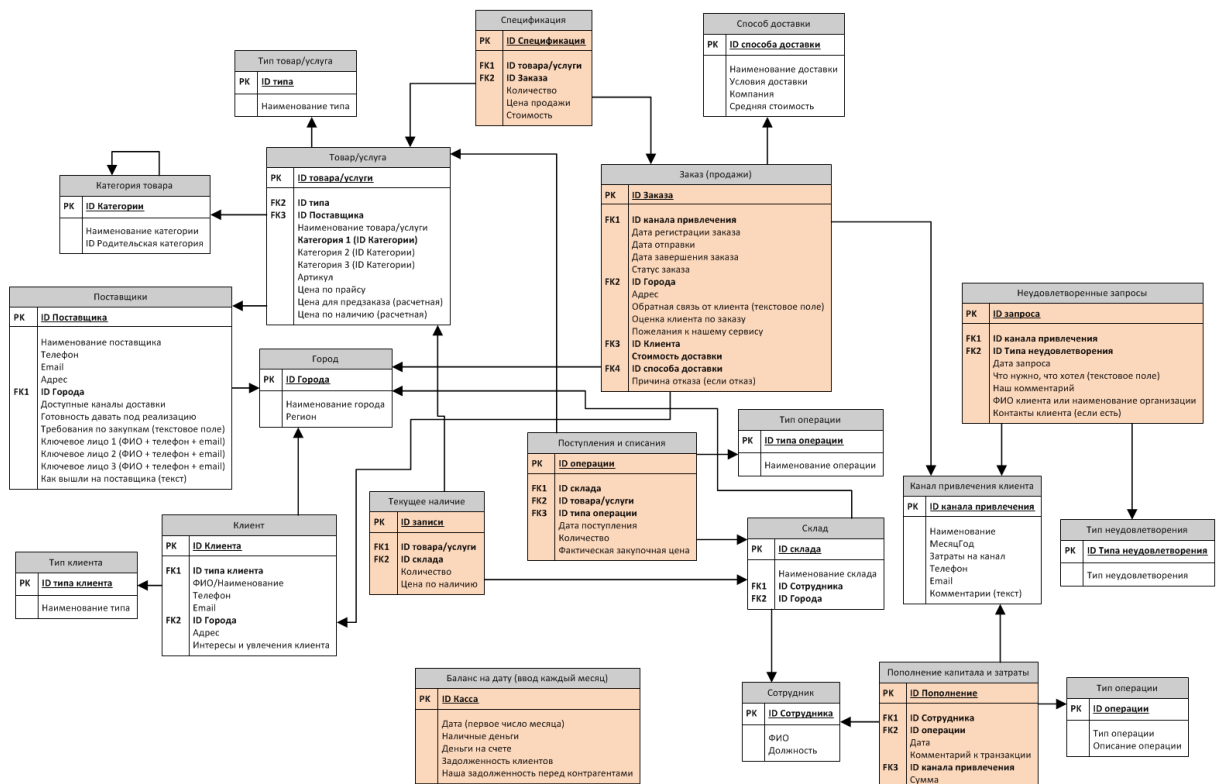 Спецификация
PK ID Спецификация
FK1 ID товара/услуги
FK2 ID Заказа
Количество
Цена продажи
Стоимость
Способ доставки
PK ID способа доставки
Наименование доставки
Условия доставки
Компания
Средняя стоимость
Тип товар/услуга
PK ID типа
Наименование типа
Товар/услуга
PK ID товара/услуги
FK2 ID типа
FK3 ID Поставщика
Наименование товара/услуги
Категория 1 (ID Категории)
Категория 2 (ID Категории)
Категория 3 (ID Категории)
Артикул
Цена по прайсу
Цена для предзаказа (расчетная)
Цена по наличию (расчетная)
Категория товара
PK ID Категории
Наименование категории
ID Родительская категория
Заказ (продажи)
PK ID Заказа
FK1 ID канала привлечения
Дата регистрации заказа
Дата отправки
Дата завершения заказа
Статус заказа
FK2 ID Города
Адрес
Обратная связь от клиента (текстовое поле)
Оценка клиента по заказу
Пожелания к нашему сервису
FK3 ID Клиента
Стоимость доставки
FK4 ID способа доставки
Причина отказа (если отказ)
Поставщики
PK ID Поставщика
Наименование поставщика
Телефон
Email
Адрес
FK1 ID Города
Доступные каналы доставки
Готовность давать под реализацию
Требования по закупкам (текстовое поле)
Ключевое лицо 1 (ФИО + телефон + email)
Ключевое лицо 2 (ФИО + телефон + email)
Ключевое лицо 3 (ФИО + телефон + email)
Как вышли на поставщика (текст)
Неудовлетворенные запросы
PK ID запроса
FK1 ID канала привлечения
FK2 ID Типа неудовлетворения
Дата запроса
Что нужно, что хотел (текстовое поле)
Наш комментарий
ФИО клиента или наименование организации
Контакты клиента (если есть)
Город
PK ID Города
Наименование города
Регион
Тип операции
PK ID типа операции
Наименование операции
Поступления и списания
PK ID операции
FK1 ID склада
FK2 ID товара/услуги
FK3 ID типа операции
Дата поступления
Количество
Фактическая закупочная цена
Канал привлечения клиента
PK ID канала привлечения
Наименование
МесяцГод
Затраты на канал
Телефон
Email
Комментарии (текст)
Текущее наличие
PK ID записи
FK1 ID товара/услуги
FK2 ID склада
Количество
Цена по наличию
Клиент
PK ID Клиента
FK1 ID типа клиента
ФИО/Наименование
Телефон
Email
FK2 ID Города
Адрес
Интересы и увлечения клиента
Склад
PK ID склада
Наименование склада
FK1 ID Сотрудника
FK2 ID Города
Тип неудовлетворения
PK ID Типа неудовлетворения
Тип неудовлетворения
Тип клиента
PK ID типа клиента
Наименование типа
Баланс на дату (ввод каждый месяц)
PK ID Касса
Дата (первое число месяца)
Наличные деньги
Деньги на счете
Задолженность клиентов
Наша задолженность перед контрагентами
Сотрудник
PK ID Сотрудника
ФИО
Должность
Пополнение капитала и затраты
PK ID Пополнение
FK1 ID Сотрудника
FK2 ID операции
Дата
Комментарий к транзакции
FK3 ID канала привлечения
Сумма
Тип операции
PK ID операции
Тип операции
Описание операции